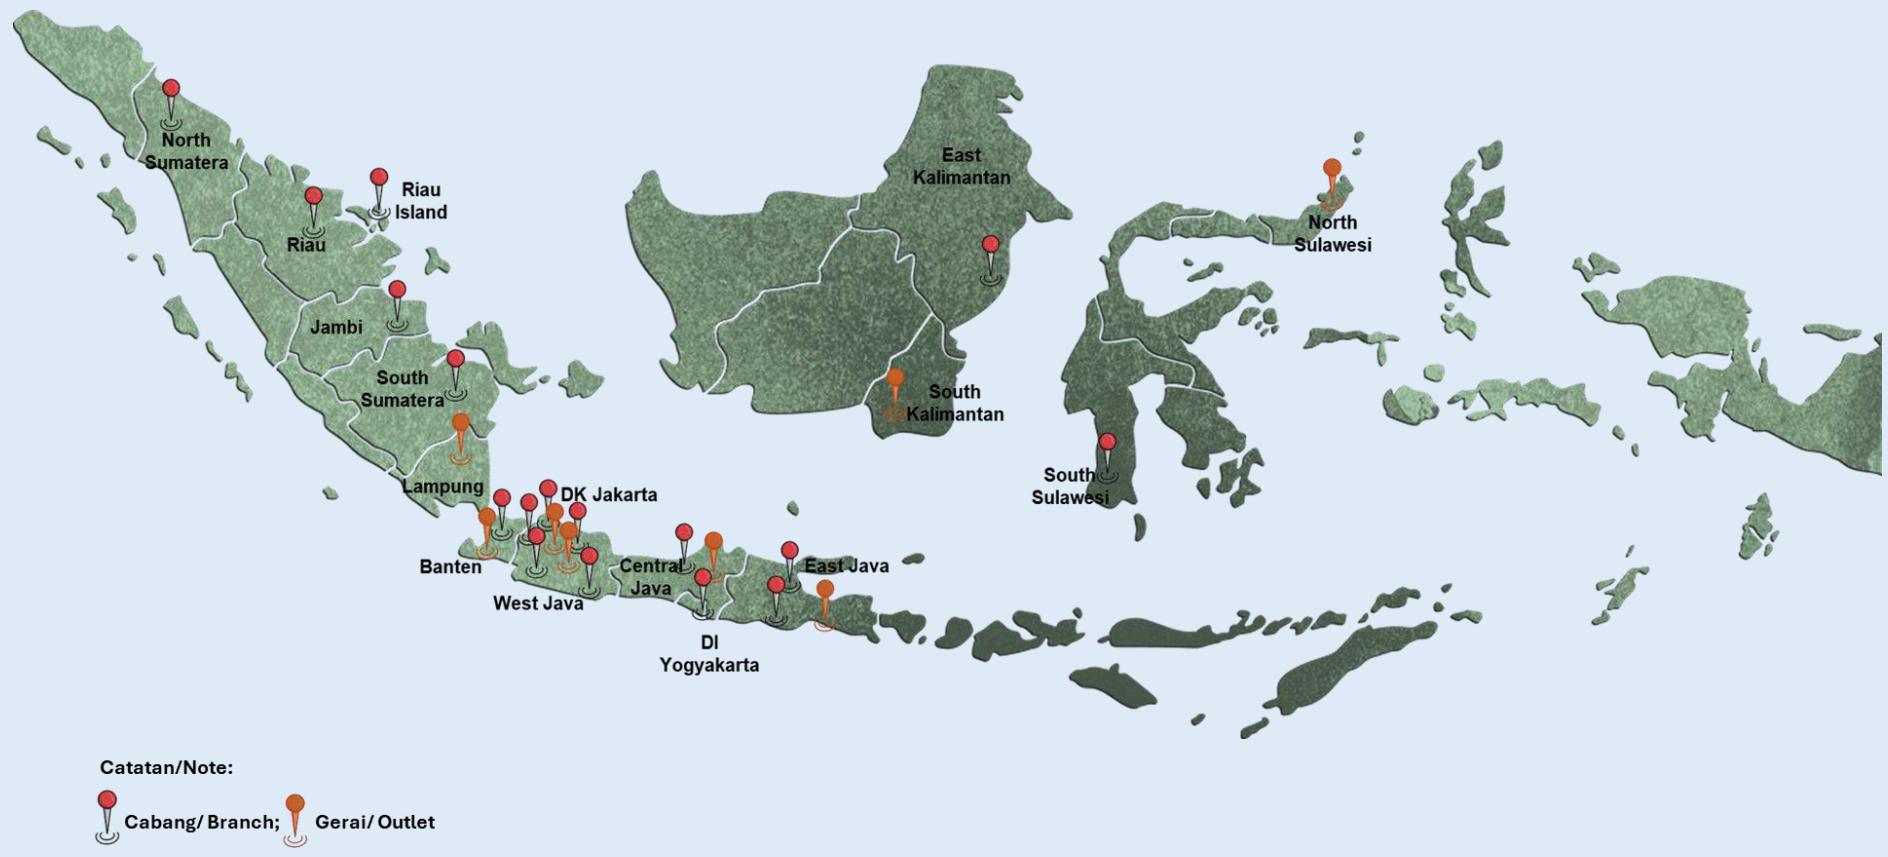 North
Sumatera
Riau
Island
Riau
Jambi
South
Sumatera
Lampung
DK Jakarta
Banten
West Java
Central
Java
DI
Yogyakarta
East Java
East
Kalimantan
South
Kalimantan
North
Sulawesi
South
Sulawesi
Catatan/Note:
Cabang/ Branch;
Gerai/ Outlet